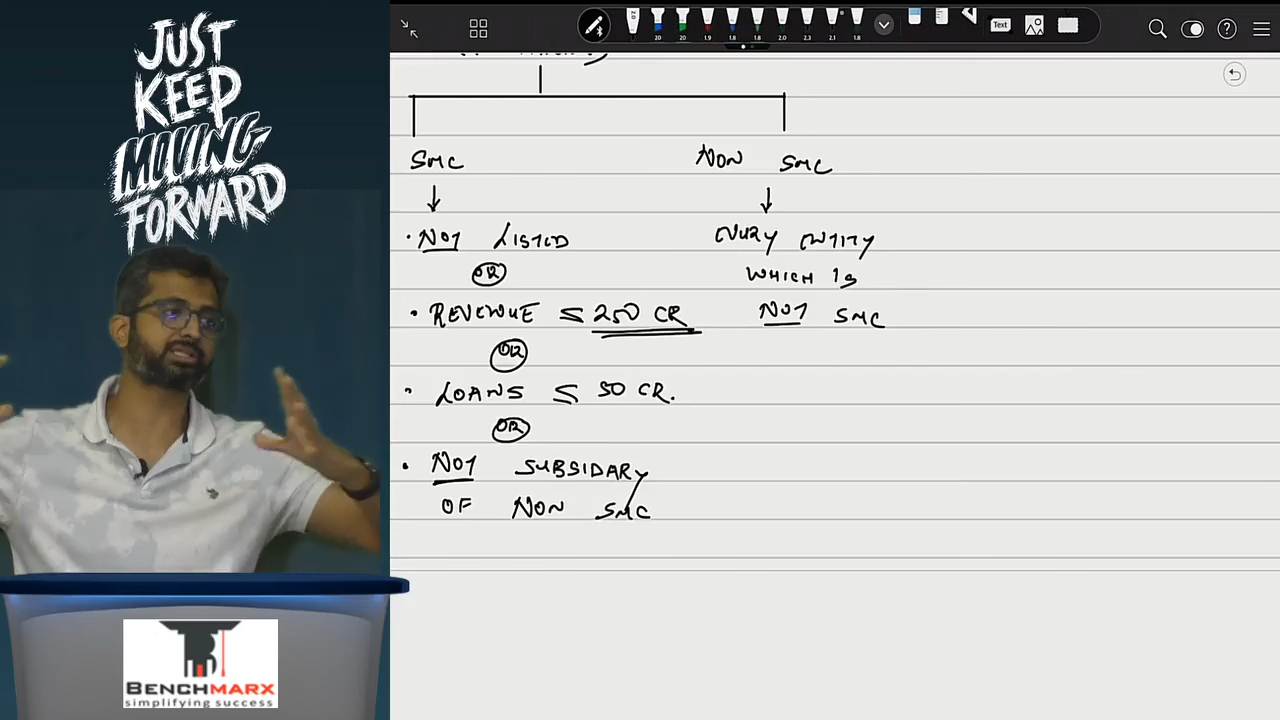 JUST
KEEP
MOVING
FORWARD
Text
SMC
NON SMC
• NOT LISTED
OR
• REVENUE ≤ 250 CR
OR
• LOANS ≤ 50 CR.
OR
• NOT SUBSIDARY
OF NON SMC
EVERY ENTITY
WHICH IS
NOT SMC
BENCHMARX
simplifying success